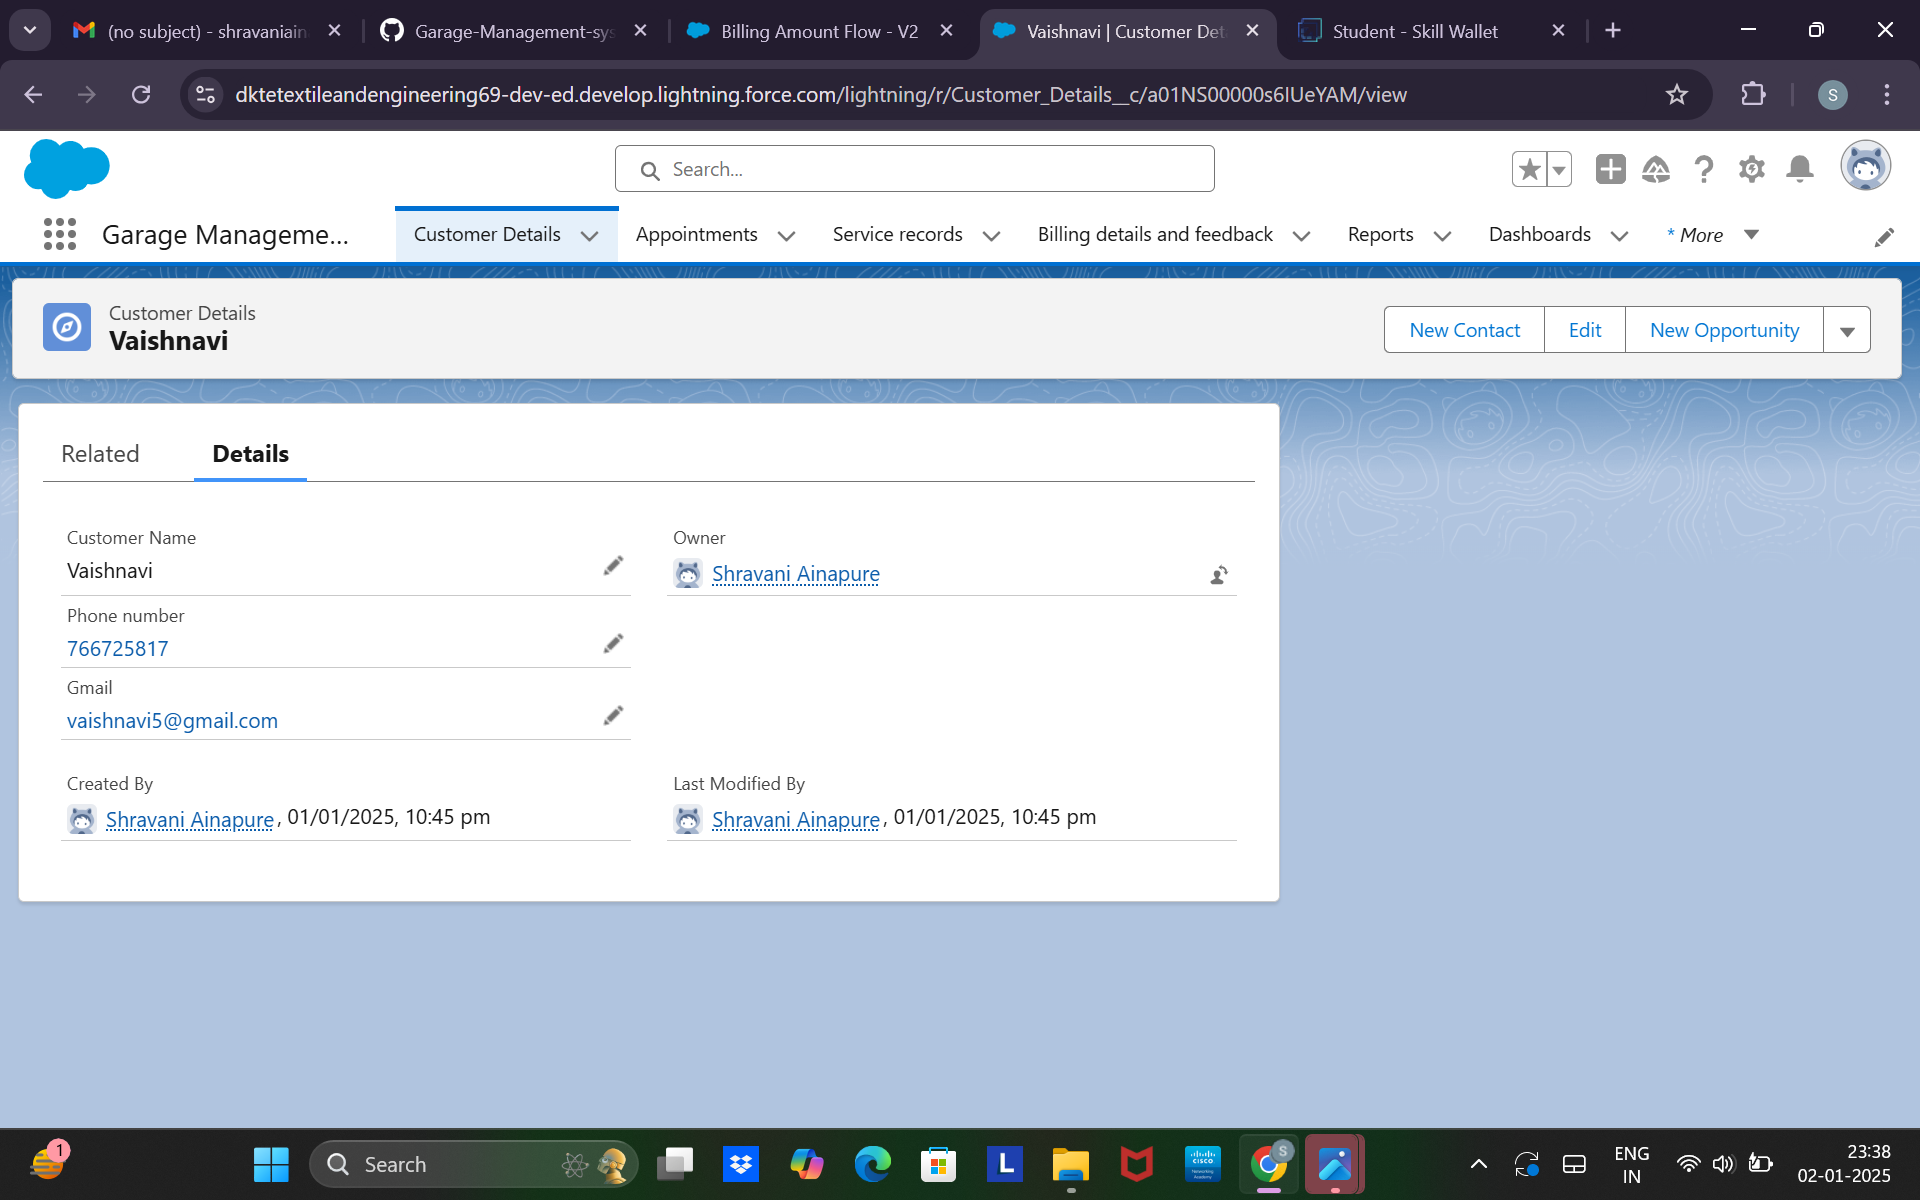 (no subject) - shravaniain
Garage-Management-sys
Billing Amount Flow - V2
Vaishnavi | Customer Det
Student - Skill Wallet
dktetextileandengineering69-dev-ed.develop.lightning.force.com/lightning/r/Customer_Details__c/a01NS00000s6IUeYAM/view
S
Search...
Garage Manageme...
Customer Details
Appointments
Service records
Billing details and feedback
Reports
Dashboards
* More
Customer Details
Vaishnavi
New Contact
Edit
New Opportunity
Related
Details
Customer Name
Vaishnavi
Owner
Shravani Ainapure
Phone number
766725817
Gmail
vaishnavi5@gmail.com
Created By
Shravani Ainapure, 01/01/2025, 10:45 pm
Last Modified By
Shravani Ainapure, 01/01/2025, 10:45 pm
1
Search
L
CISCO
S
ENG
IN
23:38
02-01-2025